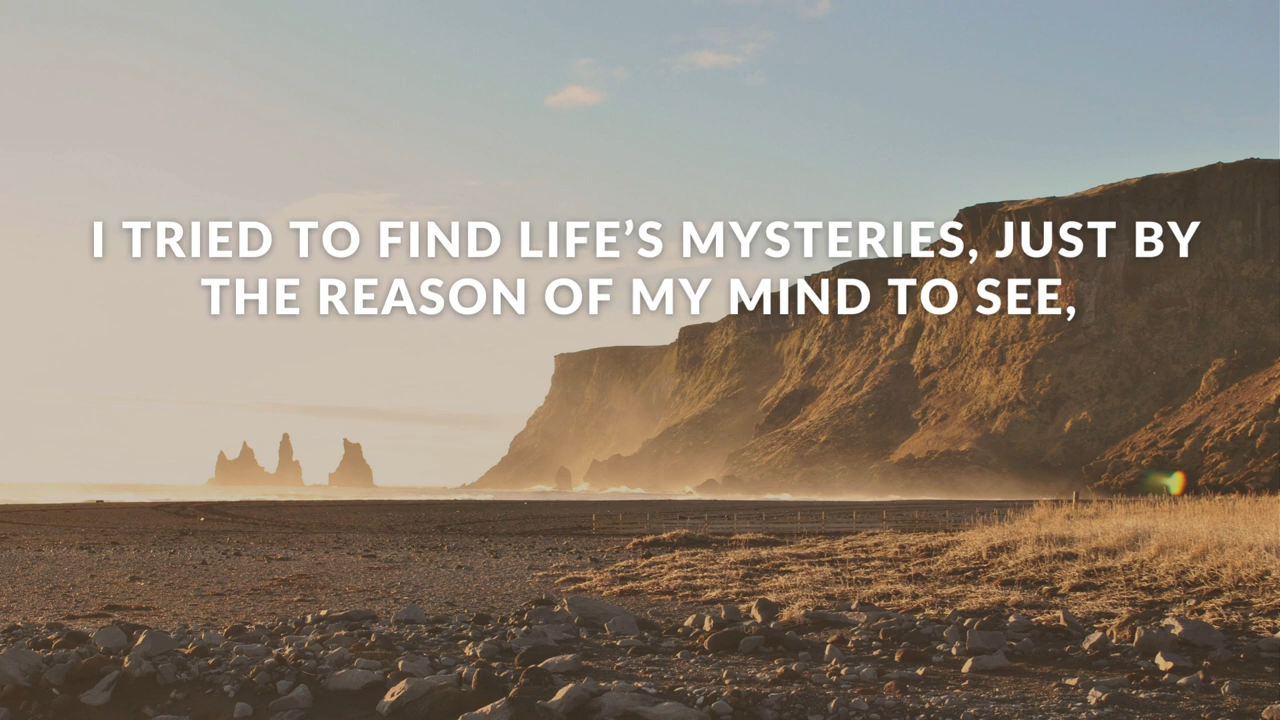 I TRIED TO FIND LIFE’S MYSTERIES, JUST BY
THE REASON OF MY MIND TO SEE,